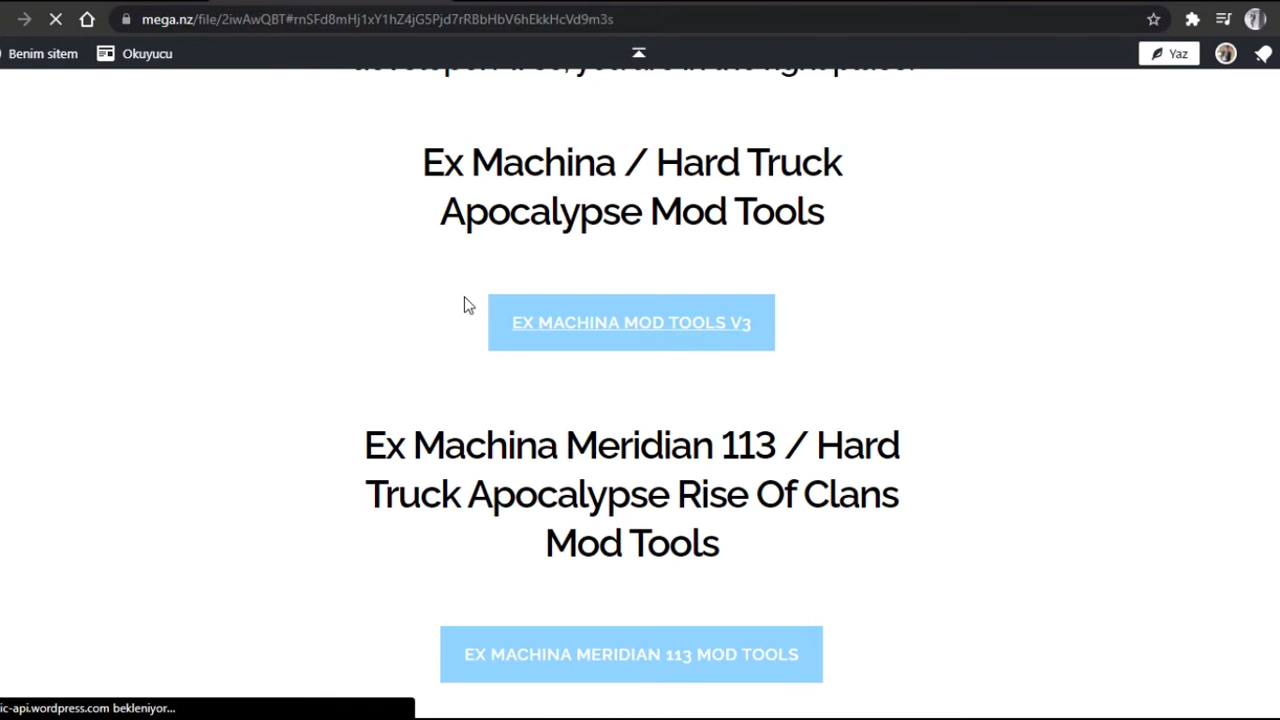 mega.nz/file/2iwAwQBT#rnSFd8mHj1xY1hZ4jG5Pjd7rRBbHbV6hEkkHcVd9m3s
Benim sitem Okuyucu Yaz
Ex Machina / Hard Truck
Apocalypse Mod Tools
EX MACHINA MOD TOOLS V3
Ex Machina Meridian 113 / Hard
Truck Apocalypse Rise Of Clans
Mod Tools
EX MACHINA MERIDIAN 113 MOD TOOLS
ic-api.wordpress.com bekleniyor...